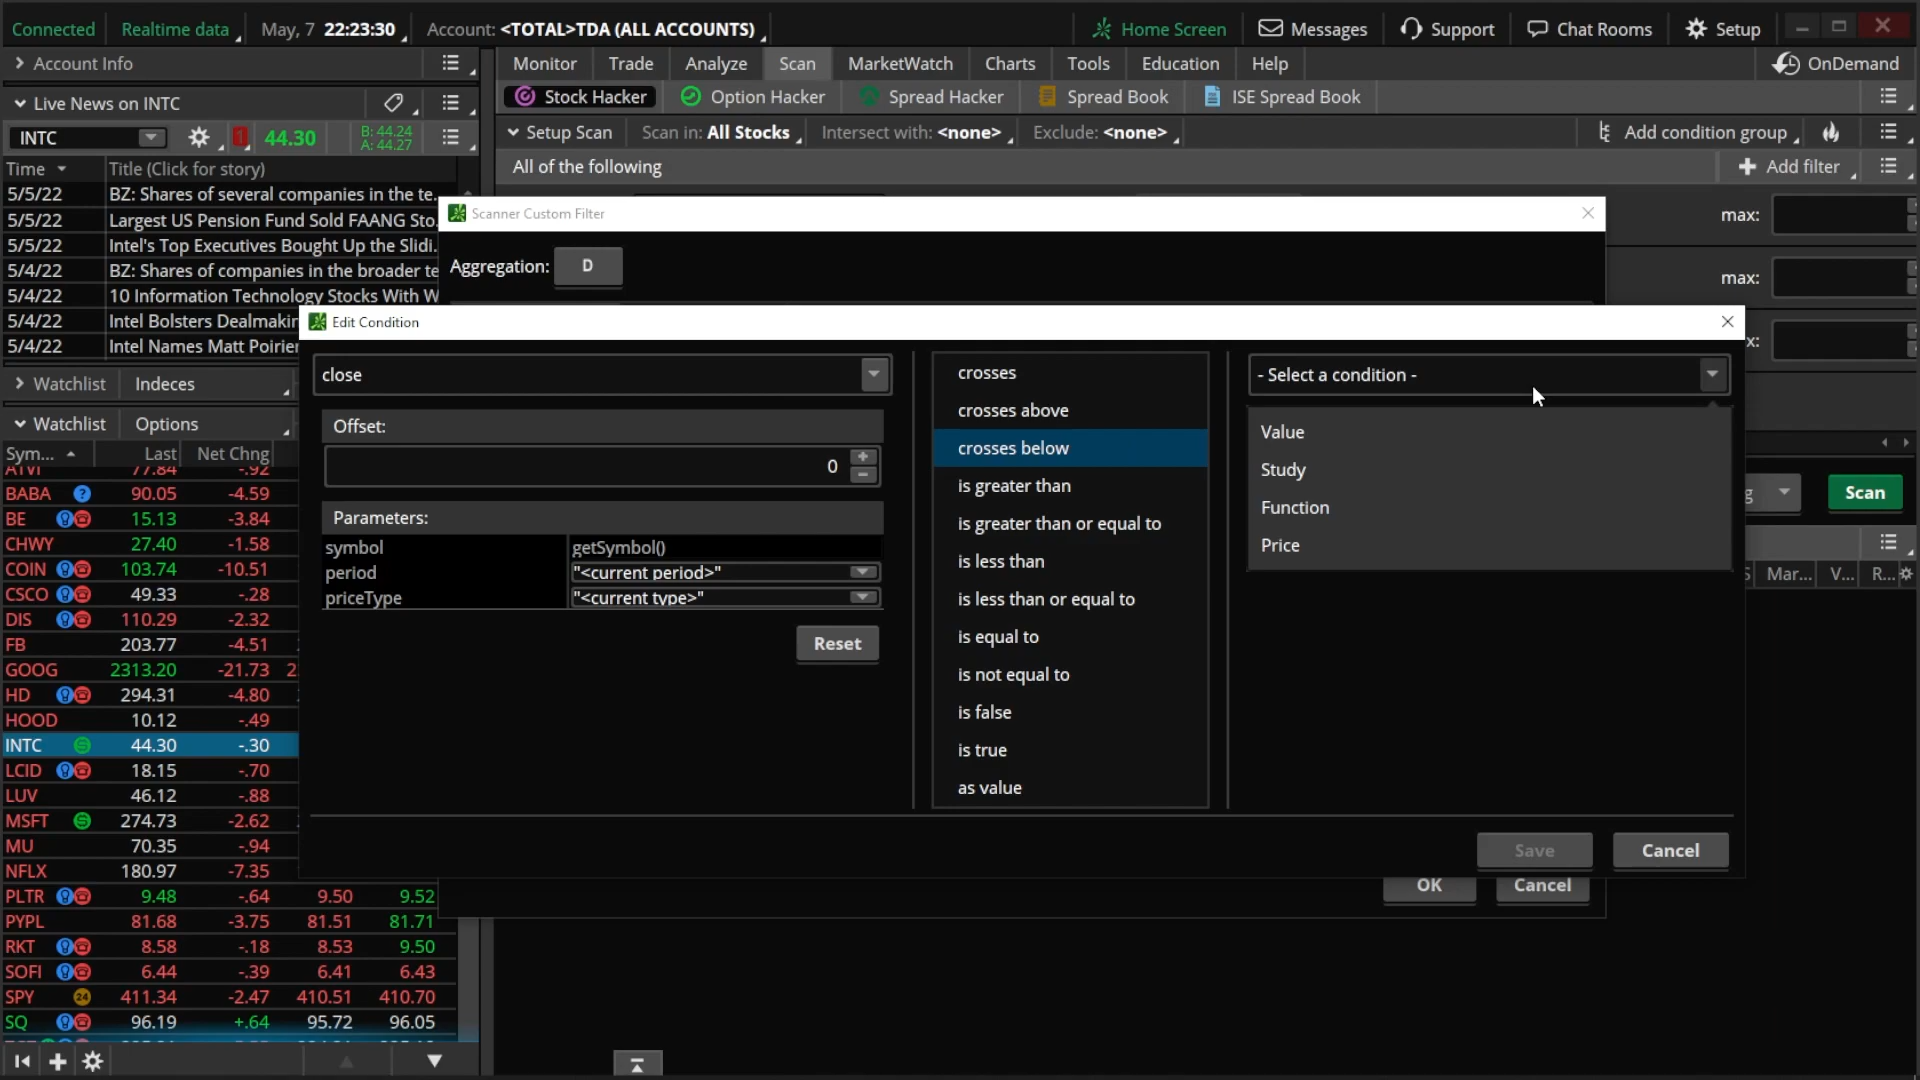 Connected Realtime data May, 7 22:23:30 Account: <TOTAL>TDA (ALL ACCOUNTS) Home Screen Messages Support Chat Rooms Setup
Account Info
Monitor Trade Analyze Scan MarketWatch Charts Tools Education Help OnDemand
Live News on INTC
Stock Hacker Option Hacker Spread Hacker Spread Book ISE Spread Book
INTC 1 44.30 B: 44.24 A: 44.27
Setup Scan Scan in: All Stocks Intersect with: <none> Exclude: <none> Add condition group
Time Title (Click for story)
All of the following Add filter
5/5/22 BZ: Shares of several companies in the te...
5/5/22 Largest US Pension Fund Sold FAANG Sto...
5/5/22 Intel's Top Executives Bought Up the Slidi...
5/4/22 BZ: Shares of companies in the broader te
5/4/22 10 Information Technology Stocks With W
5/4/22 Intel Bolsters Dealmakin
5/4/22 Intel Names Matt Poirier
max:
max:
x:
Scanner Custom Filter
Aggregation: D
Edit Condition
close
Offset:
0
Parameters:
symbol getSymbol()
period "<current period>"
priceType "<current type>"
Reset
crosses
crosses above
crosses below
is greater than
is greater than or equal to
is less than
is less than or equal to
is equal to
is not equal to
is false
is true
as value
- Select a condition -
Value
Study
Function
Price
Save Cancel
OK Cancel
g Scan
Mar... V... R...
Watchlist Indeces
Watchlist Options
Sym... Last Net Chng
ATVI 77.84 -.92
BABA 90.05 -4.59
BE 15.13 -3.84
CHWY 27.40 -1.58
COIN 103.74 -10.51
CSCO 49.33 -.28
DIS 110.29 -2.32
FB 203.77 -4.51
GOOG 2313.20 -21.73 2
HD 294.31 -4.80
HOOD 10.12 -.49
INTC 44.30 -.30
LCID 18.15 -.70
LUV 46.12 -.88
MSFT 274.73 -2.62
MU 70.35 -.94
NFLX 180.97 -7.35
PLTR 9.48 -.64 9.50 9.52
PYPL 81.68 -3.75 81.51 81.71
RKT 8.58 -.18 8.53 9.50
SOFI 6.44 -.39 6.41 6.43
SPY 24 411.34 -2.47 410.51 410.70
SQ 96.19 +.64 95.72 96.05